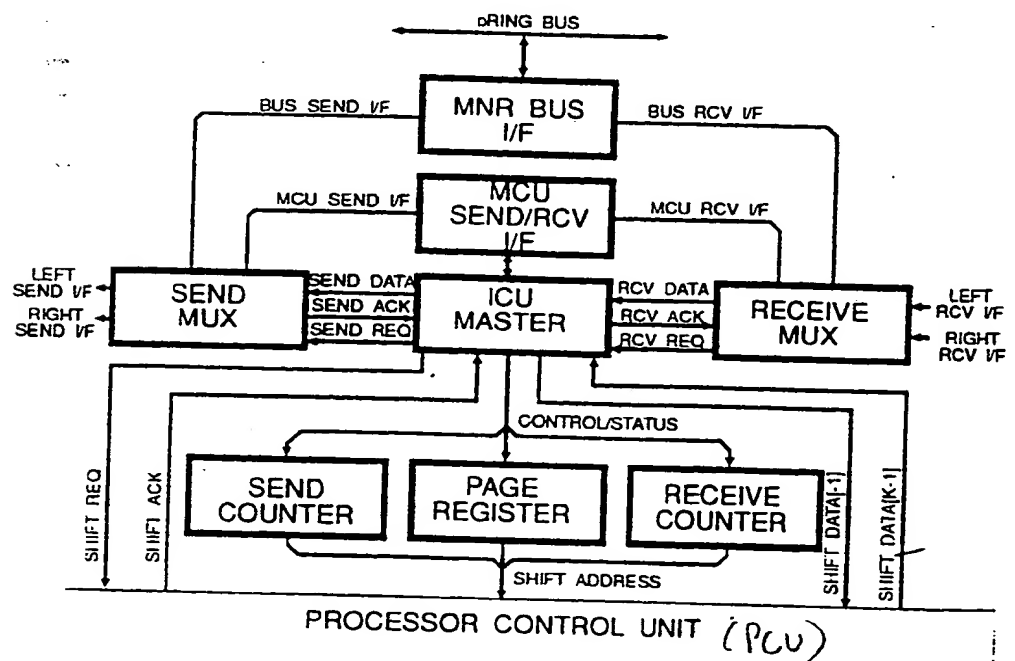 pRING BUS
BUS SEND I/F
MNR BUS
I/F
BUS RCV I/F
MCU SEND I/F
MCU
SEND/RCV
I/F
MCU RCV I/F
LEFT
SEND I/F
RIGHT
SEND I/F
SEND
MUX
SEND DATA
SEND ACK
SEND REQ
ICU
MASTER
RCV DATA
RCV ACK
RCV REQ
RECEIVE
MUX
LEFT
RCV I/F
RIGHT
RCV I/F
SHIFT REQ
SHIFT ACK
CONTROL/STATUS
SEND
COUNTER
PAGE
REGISTER
RECEIVE
COUNTER
SHIFT DATA[-1]
SHIFT DATA[K-1]
SHIFT ADDRESS
PROCESSOR CONTROL UNIT (PCU)